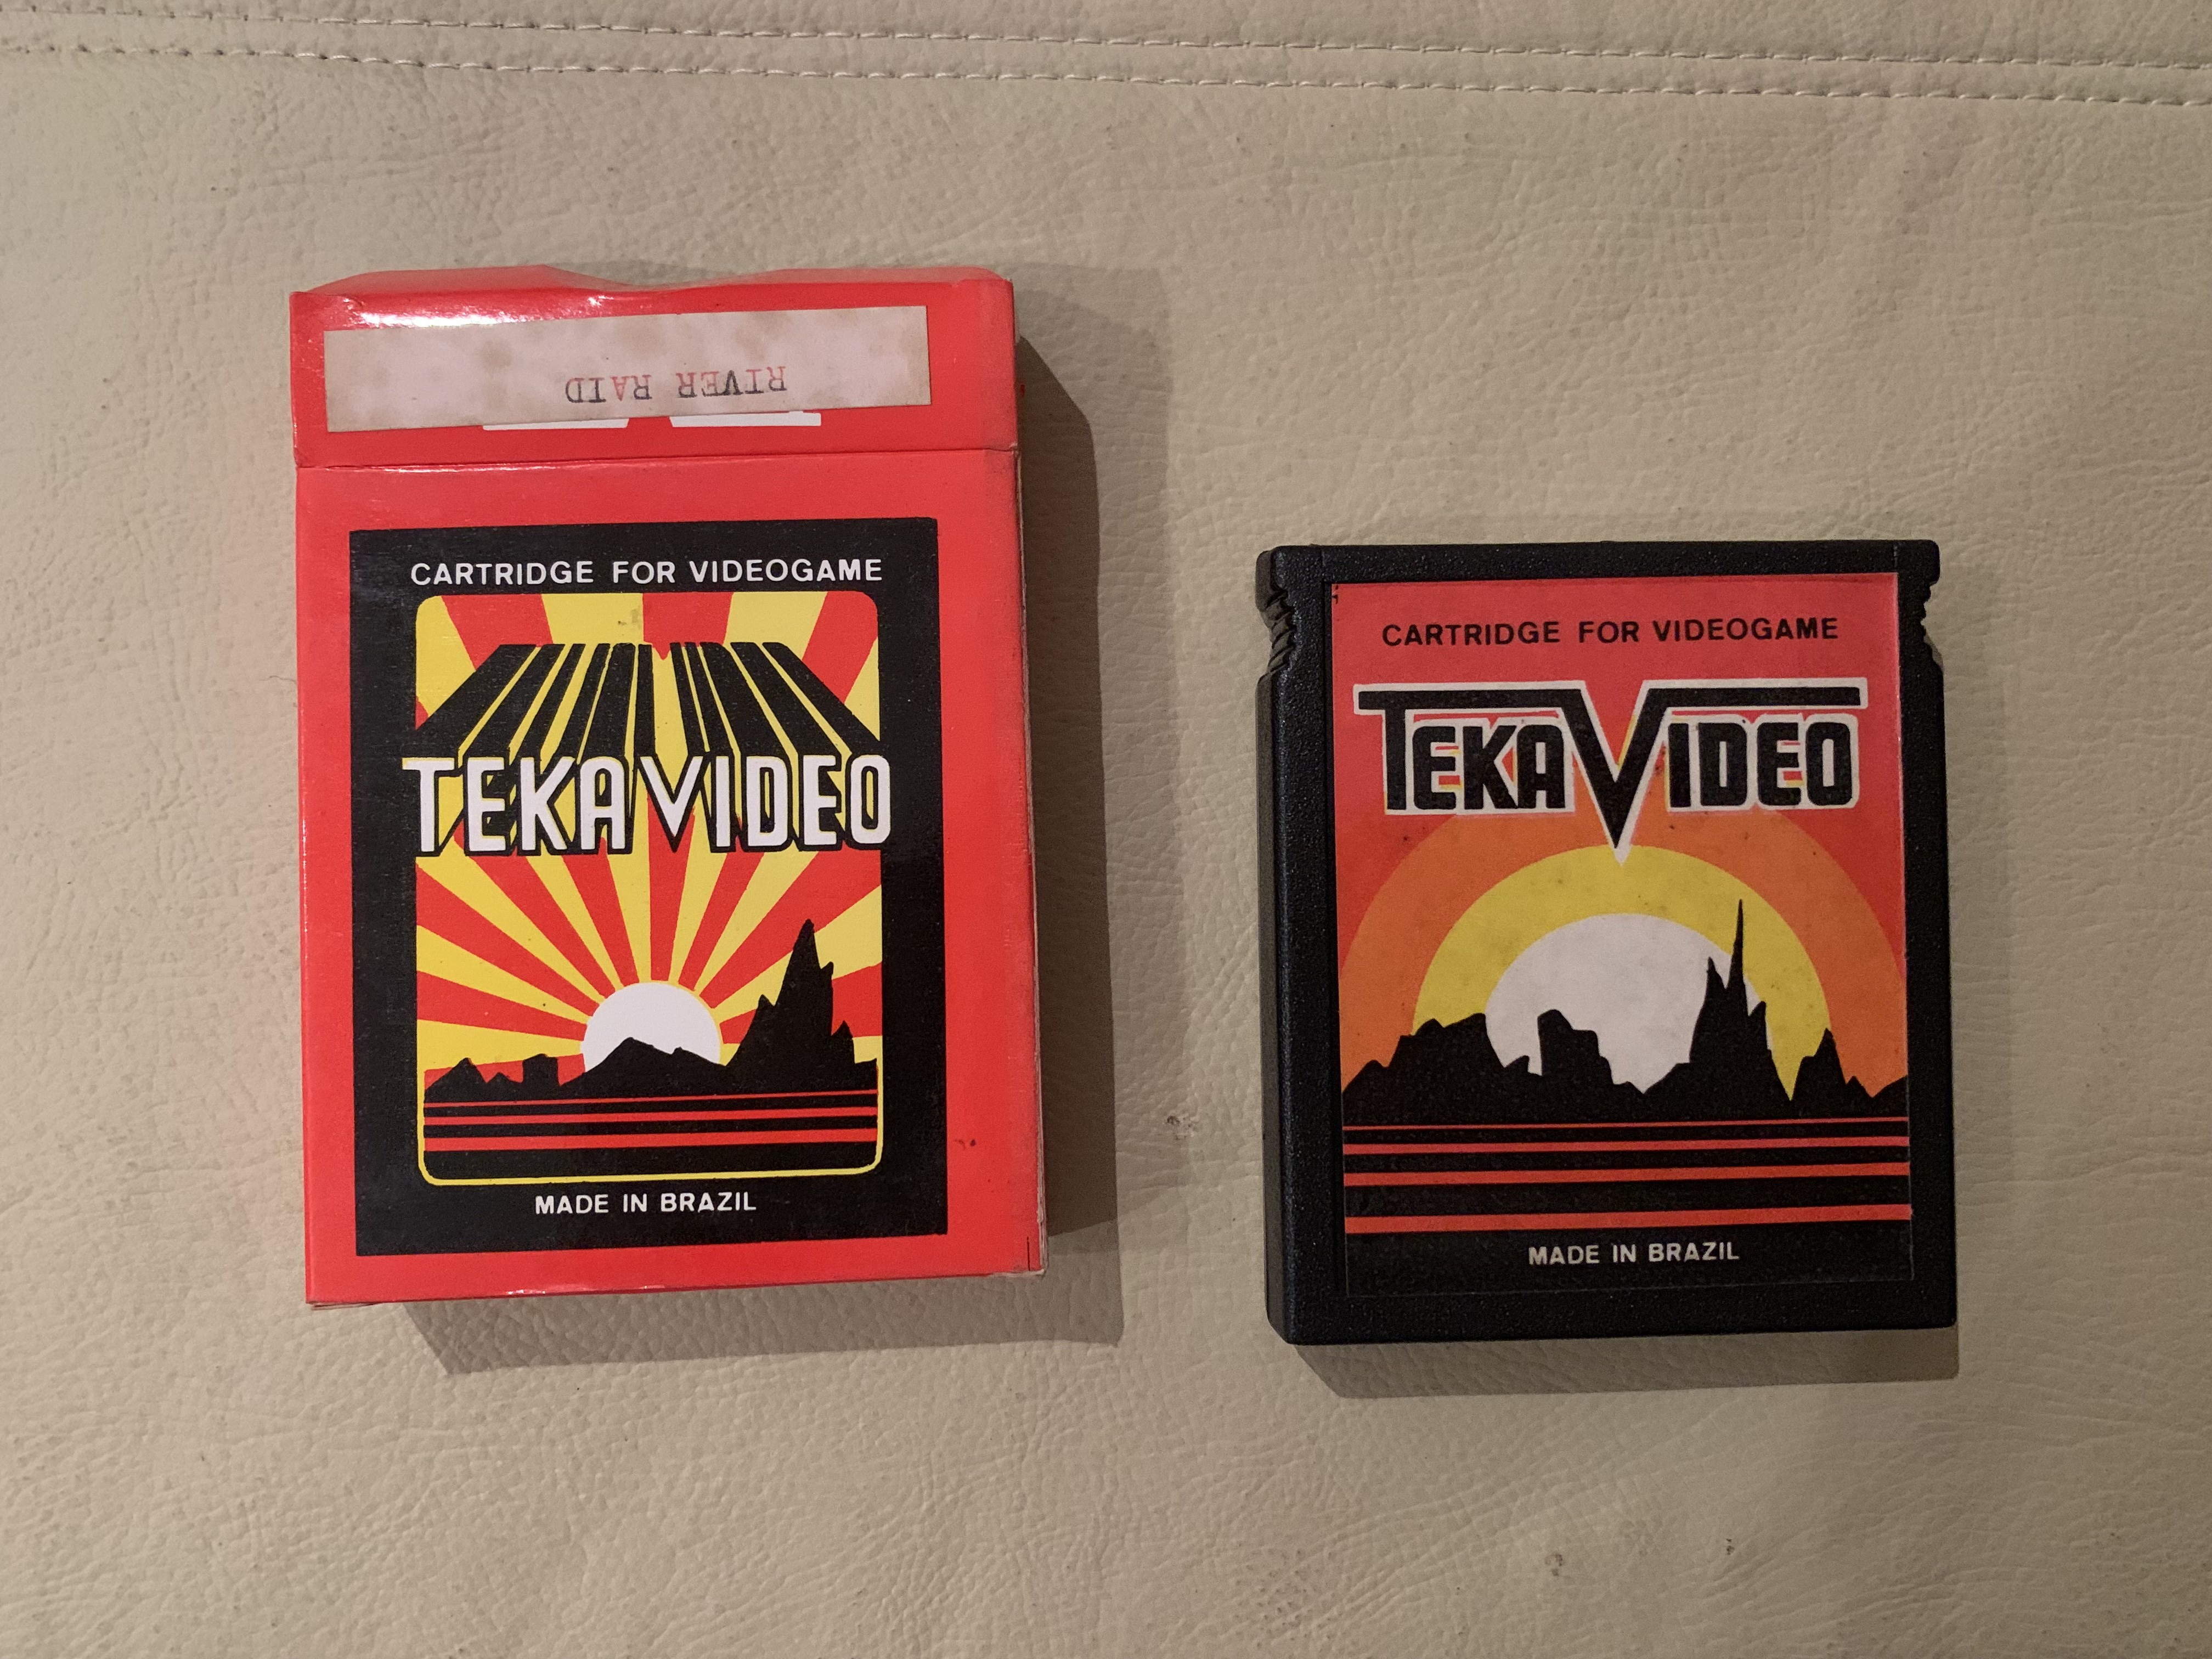 RIVER RAID
CARTRIDGE FOR VIDEOGAME
TEKAVIDEO
MADE IN BRAZIL
CARTRIDGE FOR VIDEOGAME
TEKAVIDEO
MADE IN BRAZIL